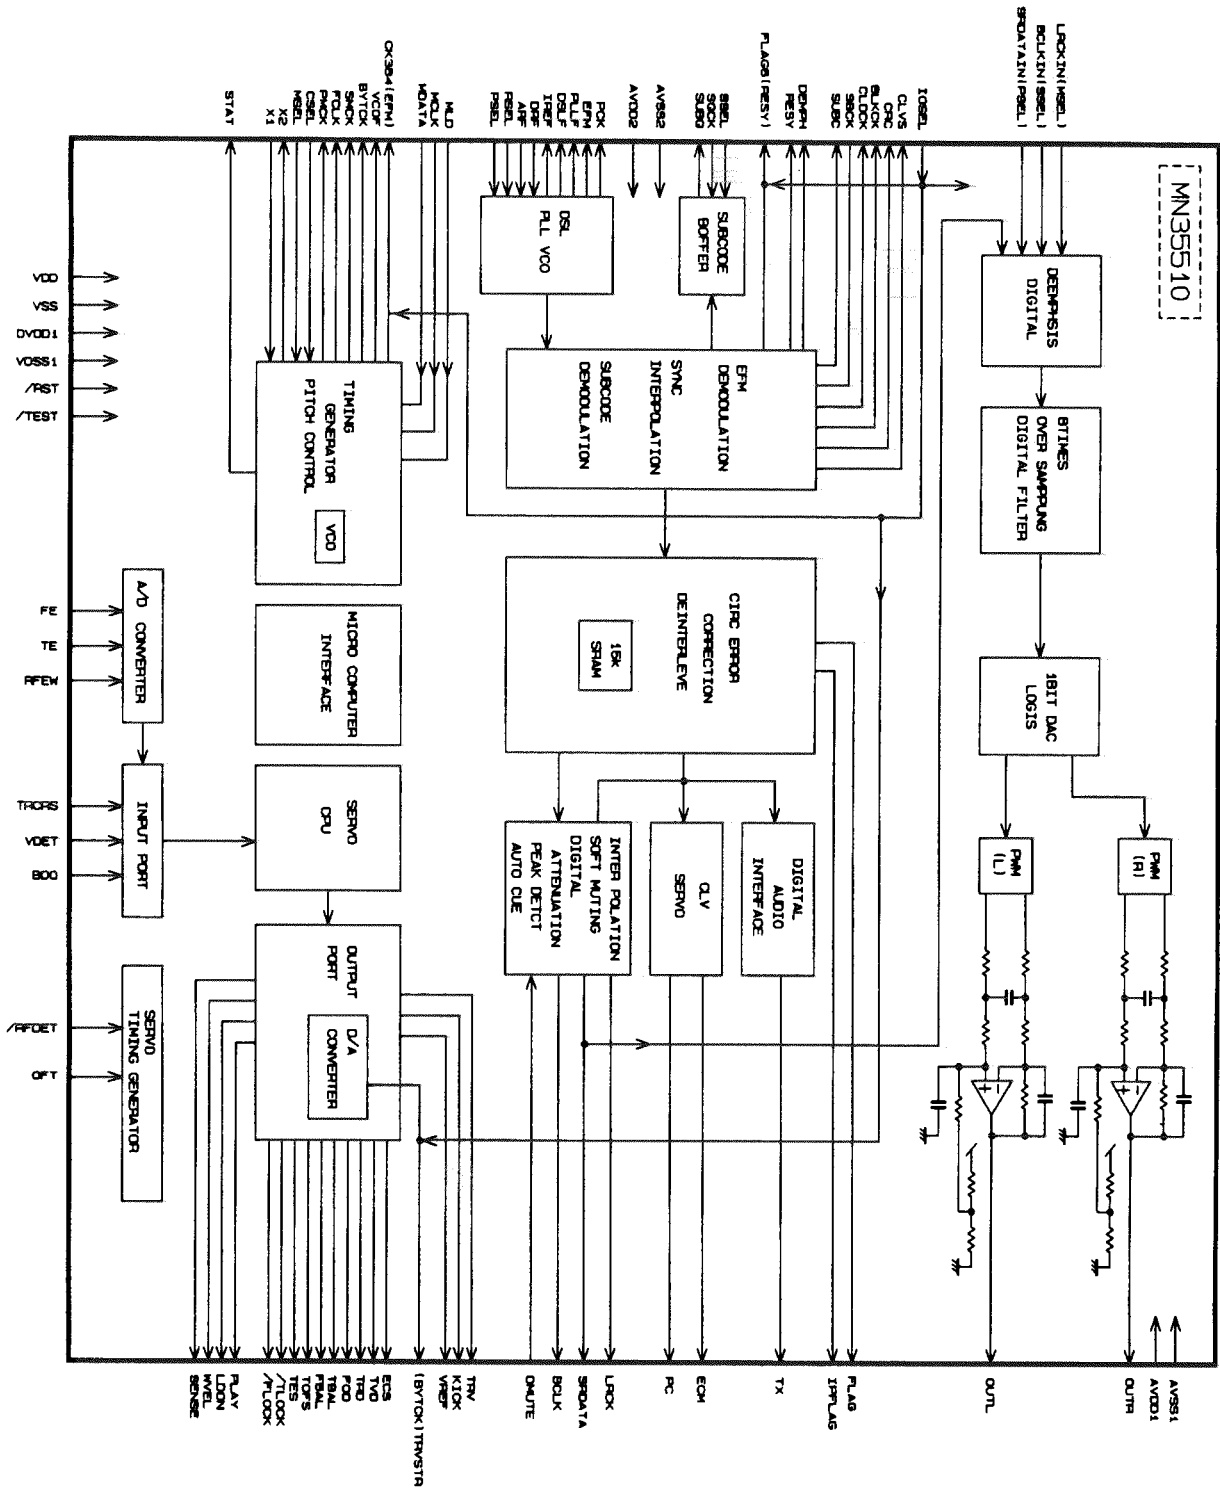 MN35510
LRCKIN(MSEL)
BCLKIN(SSEL)
SRDATAIN(PSEL)
IOSEL
CLVS
CRC
BLKCK
CLDCK
SBCK
SUBC
DEMPH
RESY
FLAG6(RESY)
SSEL
SQCK
SUBQ
AVSS2
AVDD2
PCK
EFM
PLLF
DSLF
IREF
DRF
ARF
RSEL
PSEL
MLD
MCLK
MDATA
CK384(EFM)
VCOF
BYTCK
SMCK
FCLK
PMCK
CSEL
MSEL
X2
X1
STAT
VDD
VSS
DVDD1
VDSS1
/RST
/TEST
FE
TE
RFEW
TRCRS
VDET
BDO
/RFDET
OFT
DEEMPHSIS
DIGITAL
8TIMES
OVER SAMPPUNG
DIGITAL FILTER
1BIT DAC
LOGIS
PWM
(L)
PWM
(R)
SUBCODE
BOFFER
DSL
PLL VCO
EFM
DEMODULATION
SYNC
INTERPOLATION
SUBCODE
DEMODULATION
CIRC ERROR
CORRECTION
DEINTERLEVE
16k
SRAM
DIGITAL
AUDIO
INTERFACE
CLV
SERVO
INTER POLATION
SOFT MUTING
DIGITAL
ATTENUATION
PEAK DETCT
AUTO CUE
TIMING
GENERATOR
PITCH CONTROL
VCO
MICRO COMPUTER
INTERFACE
SERVO
CPU
OUTPUT
PORT
D/A
CONVERTER
A/D CONVERTER
INPUT PORT
SERVO
TIMING GENERATOR
AVSS1
AVDD1
OUTR
OUTL
FLAG
IPFLAG
TX
ECM
PC
LRCK
SRDATA
BCLK
DMUTE
TRV
KICK
VREF
(BYTCK)TRVSTR
ECS
TVD
TRD
FOD
TBAL
FBAL
TOFS
TES
/TLOCK
/FLOCK
PLAY
LDON
WVEL
SENSE
+
−
+
−